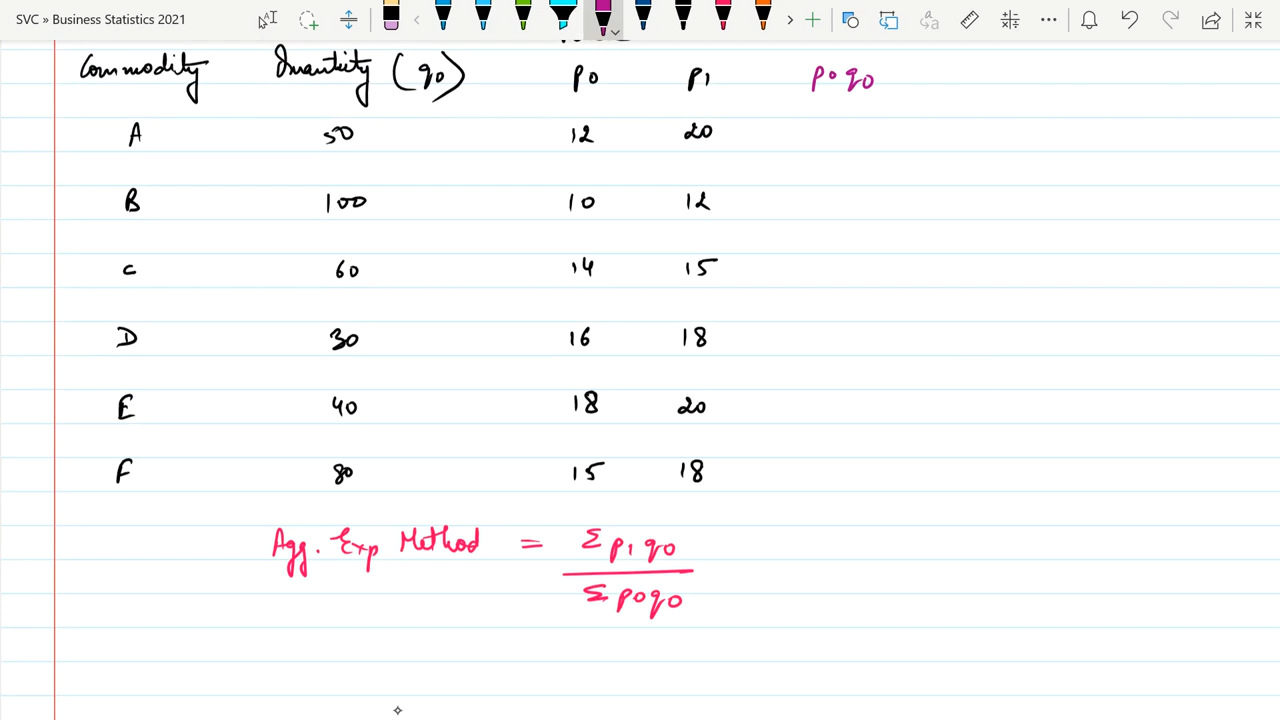 SVC » Business Statistics 2021
Commodity Quantity (q0) p0 p1 p0q0
A 50 12 20
B 100 10 12
C 60 14 15
D 30 16 18
E 40 18 20
F 80 15 18
Agg. Exp Method = Σp1q0
Σp0q0